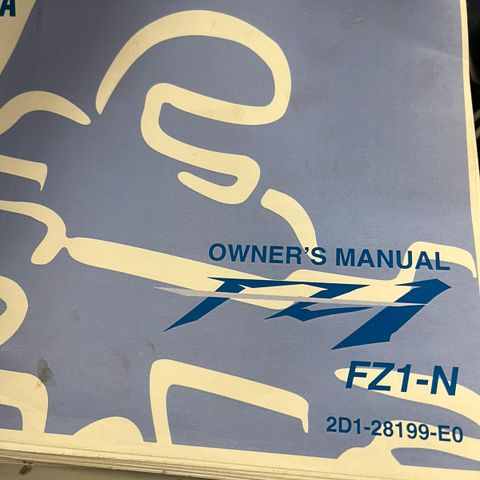 A
OWNER'S MANUAL
FZ1
FZ1-N
2D1-28199-E0